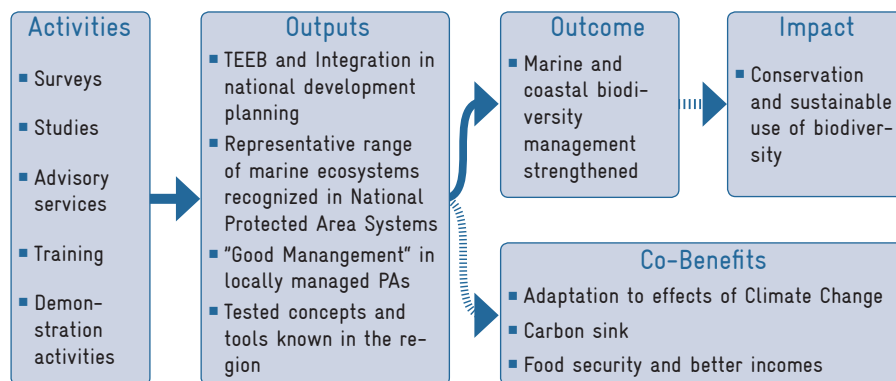 Activities
■ Surveys
■ Studies
■ Advisory
services
■ Training
■ Demon-
stration
activities
Outputs
■ TEEB and Integration in
national development
planning
■ Representative range
of marine ecosystems
recognized in National
Protected Area Systems
■ "Good Manangement" in
locally managed PAs
■ Tested concepts and
tools known in the re-
gion
Outcome
■ Marine and
coastal biodi-
versity
management
strengthened
Impact
■ Conservation
and sustainable
use of biodiver-
sity
Co-Benefits
■ Adaptation to effects of Climate Change
■ Carbon sink
■ Food security and better incomes